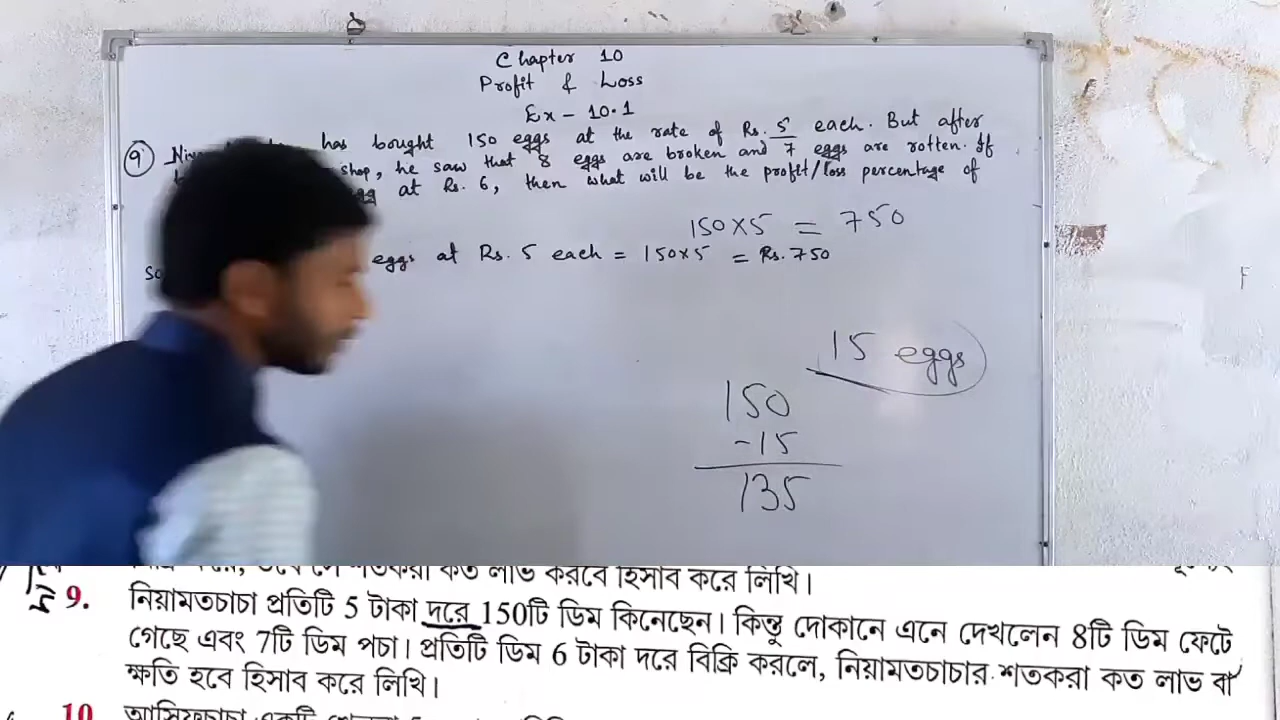 Chapter 10
Profit & Loss
Ex - 10.1
9 has bought 150 eggs at the rate of Rs. 5 each. But after
shop, he saw that 8 eggs are broken and 7 eggs are rotten. If
egg at Rs. 6, then what will be the profit/loss percentage of
150×5 = 750
eggs at Rs. 5 each = 150×5 = Rs. 750
15 eggs
150
-15
135
হিসাব করে লিখি।
9. নিয়ামতচাচা প্রতিটি 5 টাকা দরে 150টি ডিম কিনেছেন। কিন্তু দোকানে এনে দেখলেন 8টি ডিম ফেটে
গেছে এবং 7টি ডিম পচা। প্রতিটি ডিম 6 টাকা দরে বিক্রি করলে, নিয়ামতচাচার শতকরা কত লাভ বা
ক্ষতি হবে হিসাব করে লিখি।
10.